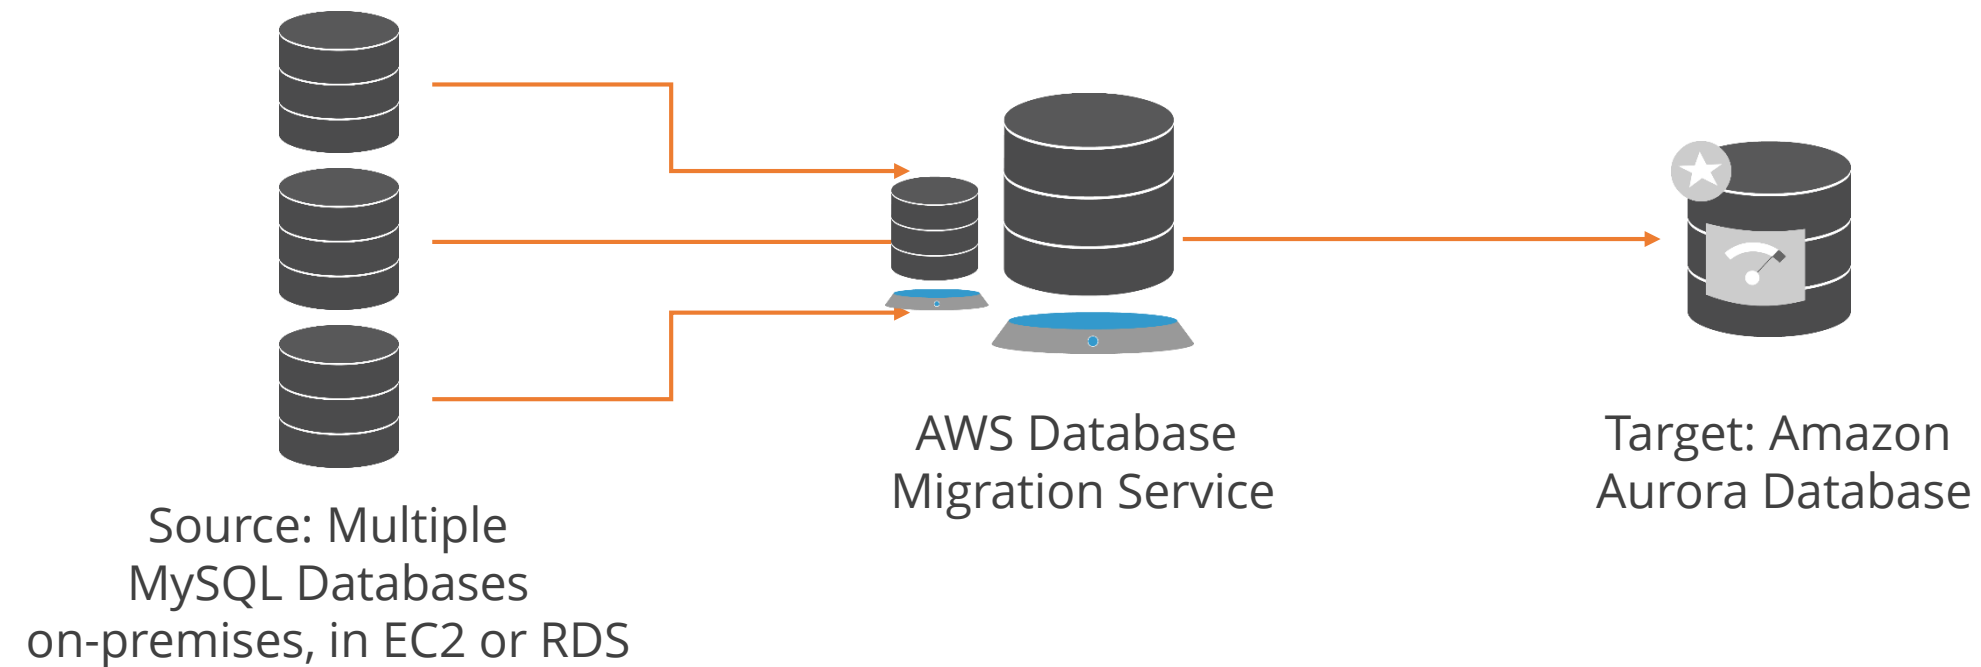 Source: Multiple
MySQL Databases
on-premises, in EC2 or RDS
AWS Database
Migration Service
Target: Amazon
Aurora Database